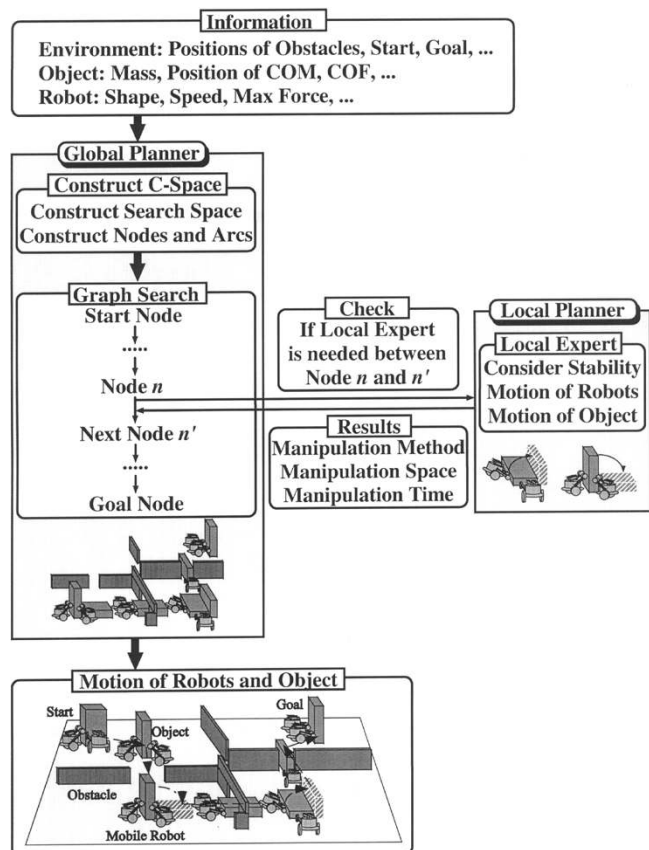 Information
Environment: Positions of Obstacles, Start, Goal, ...
Object: Mass, Position of COM, COF, ...
Robot: Shape, Speed, Max Force, ...
Global Planner
Construct C-Space
Construct Search Space
Construct Nodes and Arcs
Graph Search
Start Node
.....
Node n
Next Node n'
.....
Goal Node
Check
If Local Expert
is needed between
Node n and n'
Results
Manipulation Method
Manipulation Space
Manipulation Time
Local Planner
Local Expert
Consider Stability
Motion of Robots
Motion of Object
Motion of Robots and Object
Start
Object
Goal
Obstacle
Mobile Robot